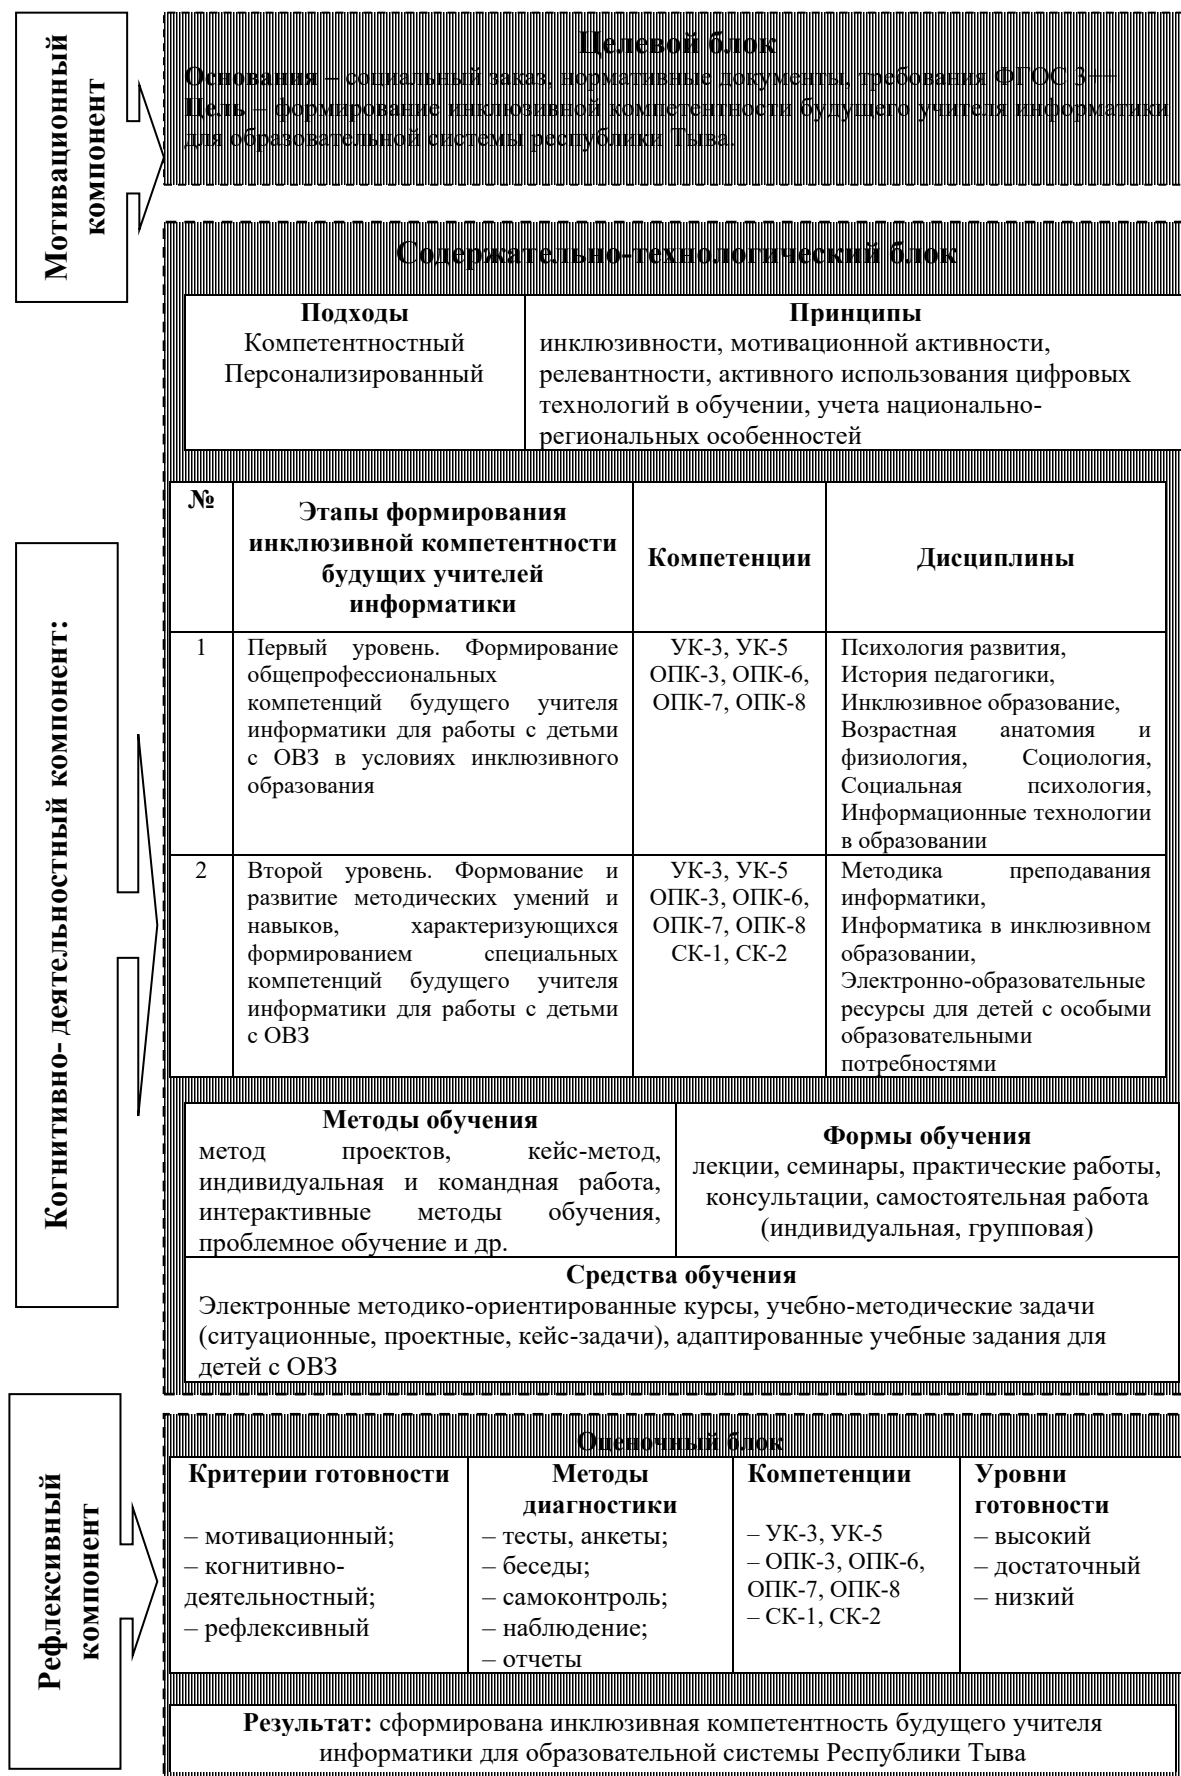 Мотивационный
компонент
Целевой блок
Основания – социальный заказ, нормативные документы, требования ФГОС 3++
Цель – формирование инклюзивной компетентности будущего учителя информатики
для образовательной системы республики Тыва.
Содержательно-технологический блок
Подходы
Компетентностный
Персонализированный
Принципы
инклюзивности, мотивационной активности,
релевантности, активного использования цифровых
технологий в обучении, учета национально-
региональных особенностей
Когнитивно- деятельностный компонент:
№
Этапы формирования
инклюзивной компетентности
будущих учителей
информатики
Компетенции
Дисциплины
1
Первый уровень. Формирование
общепрофессиональных
компетенций будущего учителя
информатики для работы с детьми
с ОВЗ в условиях инклюзивного
образования
УК-3, УК-5
ОПК-3, ОПК-6,
ОПК-7, ОПК-8
Психология развития,
История педагогики,
Инклюзивное образование,
Возрастная анатомия и
физиология, Социология,
Социальная психология,
Информационные технологии
в образовании
2
Второй уровень. Формование и
развитие методических умений и
навыков, характеризующихся
формированием специальных
компетенций будущего учителя
информатики для работы с детьми
с ОВЗ
УК-3, УК-5
ОПК-3, ОПК-6,
ОПК-7, ОПК-8
СК-1, СК-2
Методика преподавания
информатики,
Информатика в инклюзивном
образовании,
Электронно-образовательные
ресурсы для детей с особыми
образовательными
потребностями
Методы обучения
метод проектов, кейс-метод,
индивидуальная и командная работа,
интерактивные методы обучения,
проблемное обучение и др.
Формы обучения
лекции, семинары, практические работы,
консультации, самостоятельная работа
(индивидуальная, групповая)
Средства обучения
Электронные методико-ориентированные курсы, учебно-методические задачи
(ситуационные, проектные, кейс-задачи), адаптированные учебные задания для
детей с ОВЗ
Рефлексивный
компонент
Оценочный блок
Критерии готовности
– мотивационный;
– когнитивно-
деятельностный;
– рефлексивный
Методы
диагностики
– тесты, анкеты;
– беседы;
– самоконтроль;
– наблюдение;
– отчеты
Компетенции
– УК-3, УК-5
– ОПК-3, ОПК-6,
ОПК-7, ОПК-8
– СК-1, СК-2
Уровни
готовности
– высокий
– достаточный
– низкий
Результат: сформирована инклюзивная компетентность будущего учителя
информатики для образовательной системы Республики Тыва